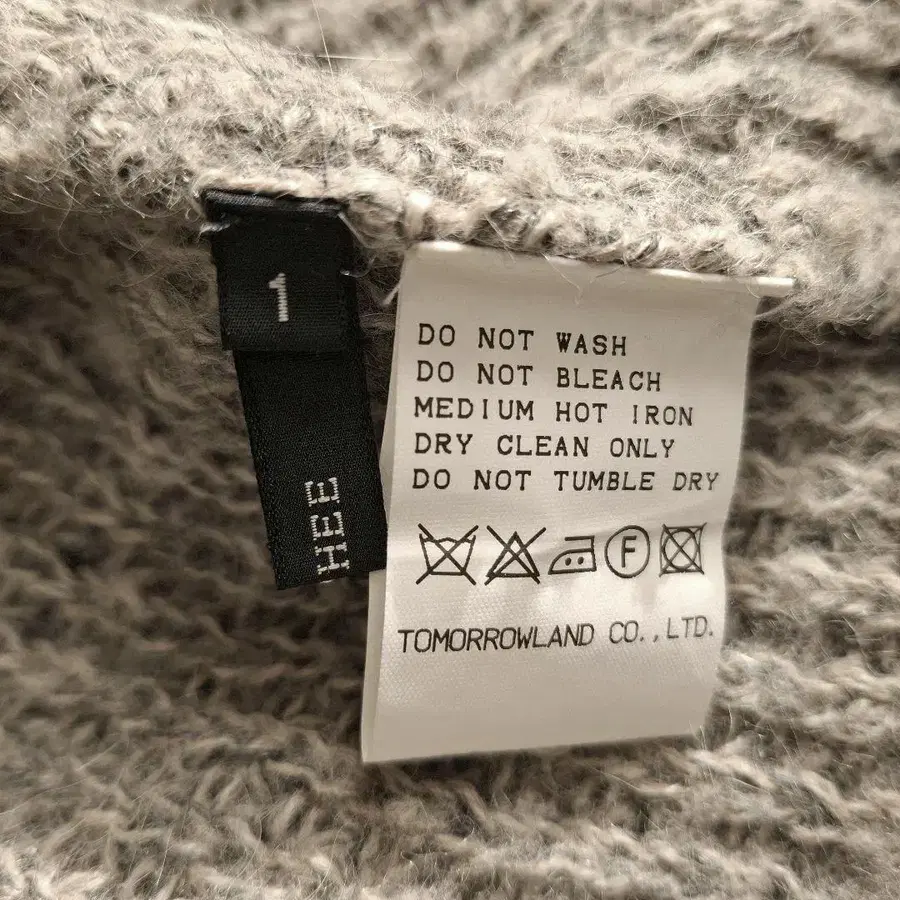 1
HEE
DO NOT WASH
DO NOT BLEACH
MEDIUM HOT IRON
DRY CLEAN ONLY
DO NOT TUMBLE DRY
F
TOMORROWLAND CO.,LTD.